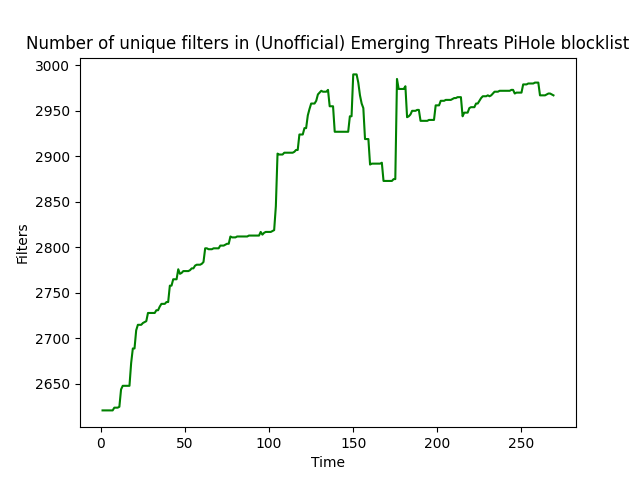 Number of unique filters in (Unofficial) Emerging Threats PiHole blocklist
3000
2950
2900
2850
2800
2750
2700
2650
Filters
0 50 100 150 200 250
Time